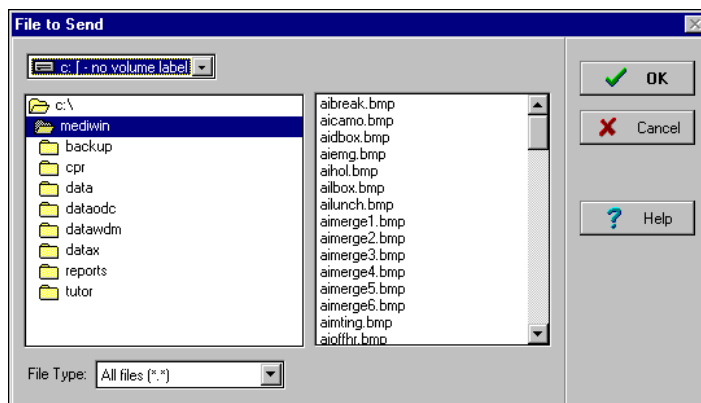 File to Send
c: [ - no volume label
c:\
mediwin
backup
cpr
data
dataodc
datawdm
datax
reports
tutor
aibreak.bmp
aicamo.bmp
aidbox.bmp
aiemg.bmp
aihol.bmp
ailbox.bmp
ailunch.bmp
aimerge1.bmp
aimerge2.bmp
aimerge3.bmp
aimerge4.bmp
aimerge5.bmp
aimerge6.bmp
aimting.bmp
aioffhr.bmp
OK
Cancel
Help
File Type: All files (*.*)